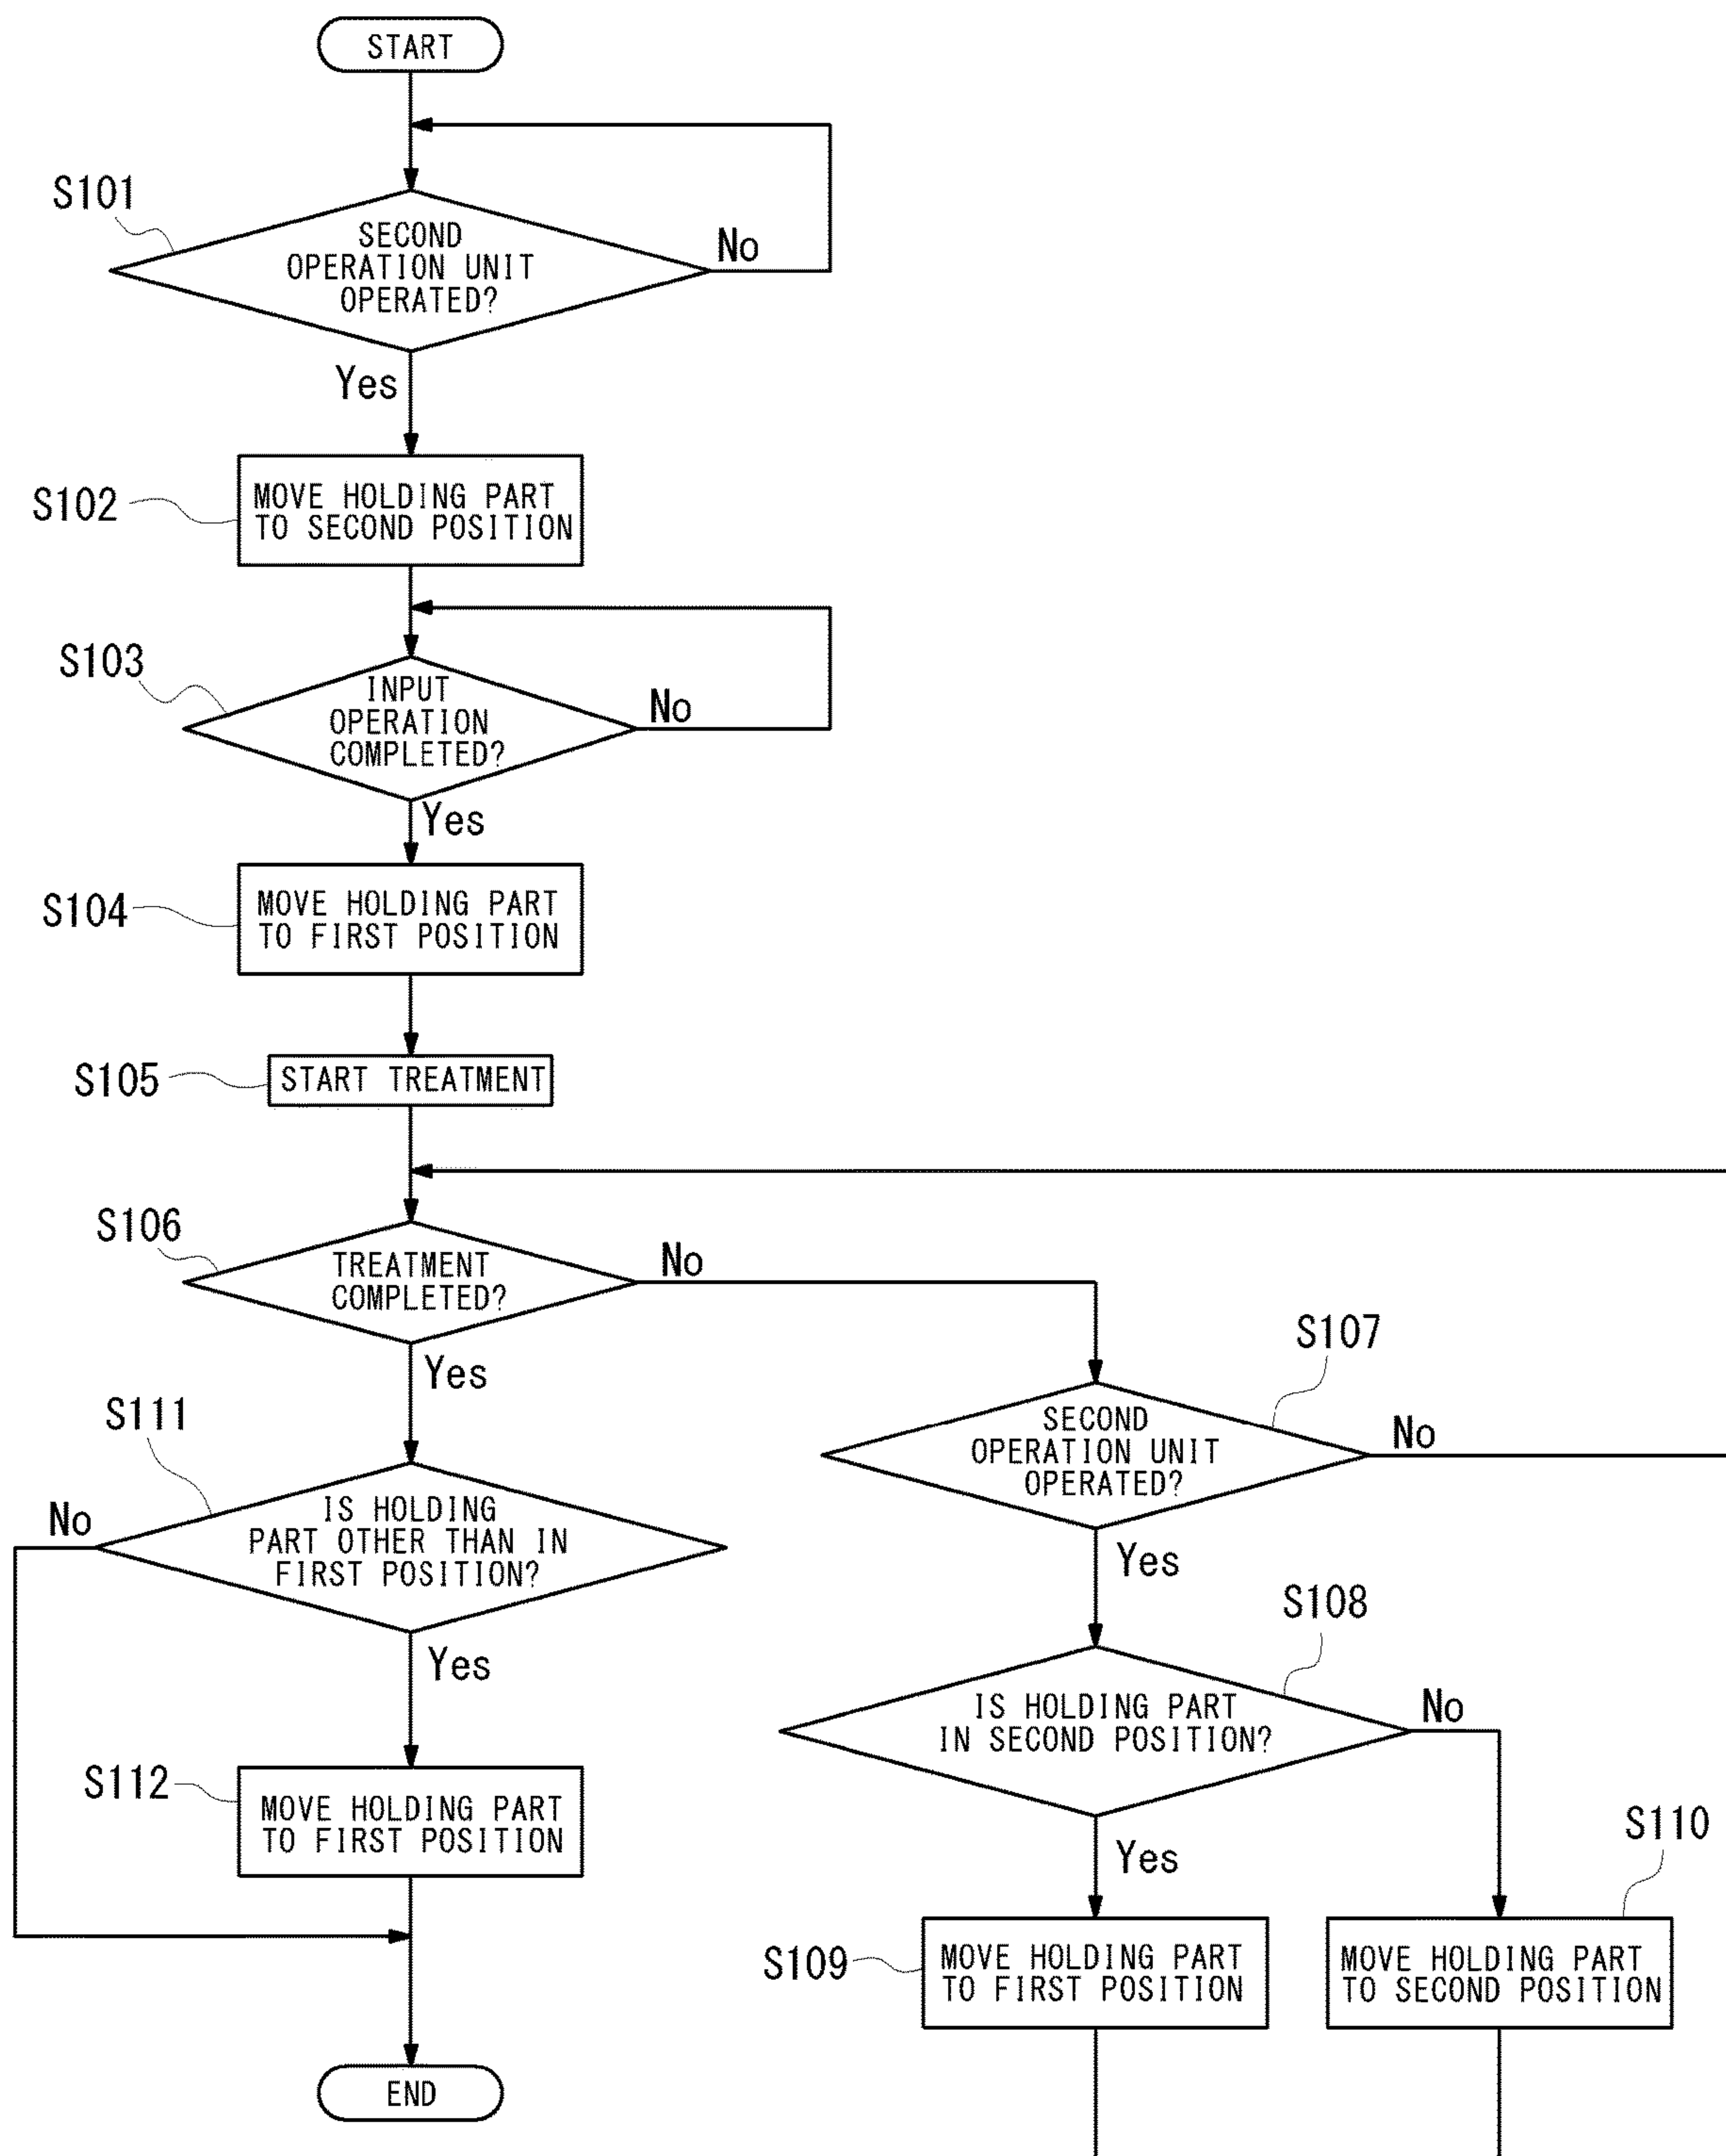 START
S101
SECOND
OPERATION UNIT
OPERATED?
No
Yes
S102
MOVE HOLDING PART
TO SECOND POSITION
S103
INPUT
OPERATION
COMPLETED?
No
Yes
S104
MOVE HOLDING PART
TO FIRST POSITION
S105
START TREATMENT
S106
TREATMENT
COMPLETED?
No
Yes
S107
SECOND
OPERATION UNIT
OPERATED?
No
Yes
S108
IS HOLDING PART
IN SECOND POSITION?
No
Yes
S109
MOVE HOLDING PART
TO FIRST POSITION
S110
MOVE HOLDING PART
TO SECOND POSITION
S111
IS HOLDING
PART OTHER THAN IN
FIRST POSITION?
No
Yes
S112
MOVE HOLDING PART
TO FIRST POSITION
END